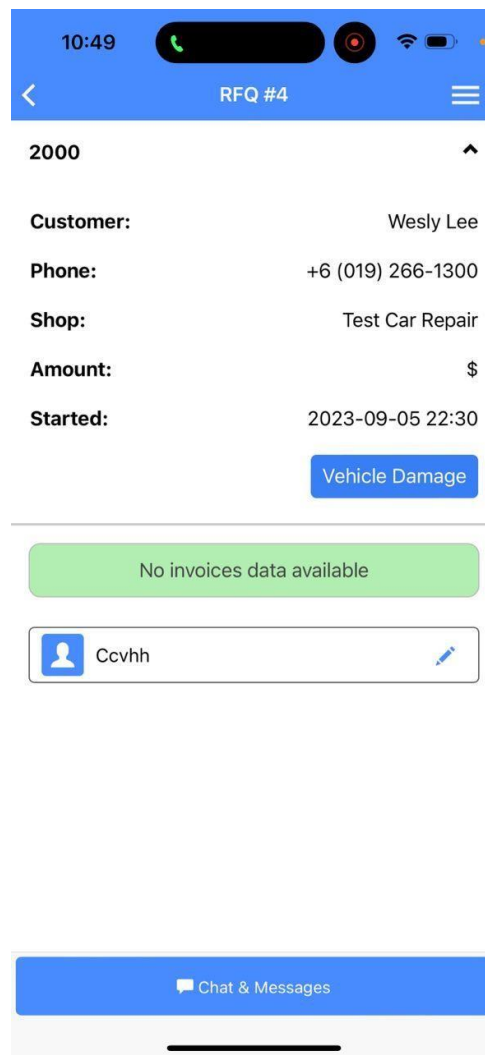 10:49
RFQ #4
2000
Customer: Wesly Lee
Phone: +6 (019) 266-1300
Shop: Test Car Repair
Amount: $
Started: 2023-09-05 22:30
Vehicle Damage
No invoices data available
Ccvhh
Chat & Messages